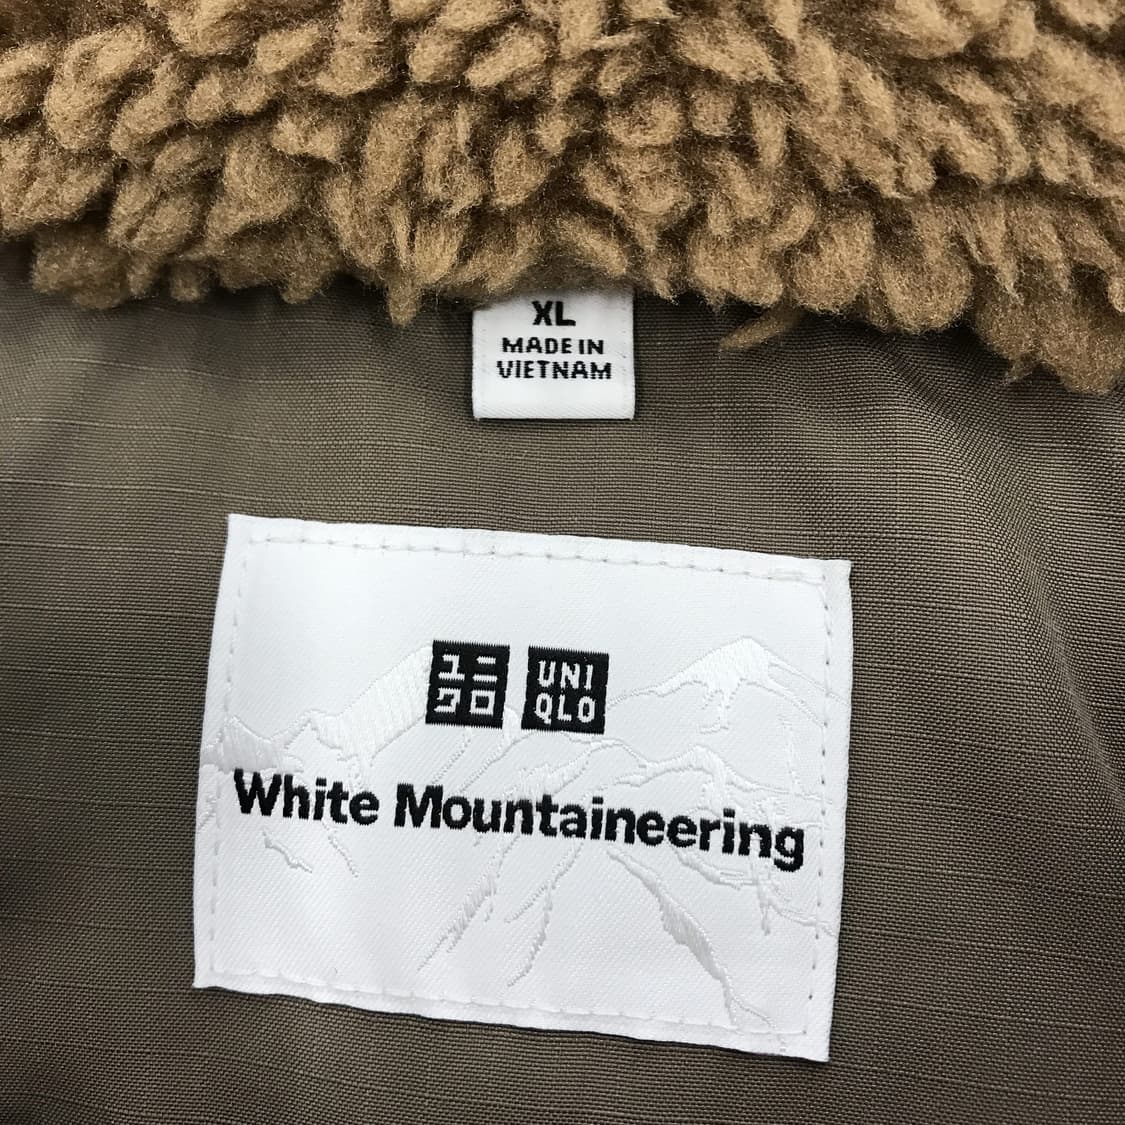 XL
MADE IN
VIETNAM
ユニ
クロ
UNI
QLO
White Mountaineering